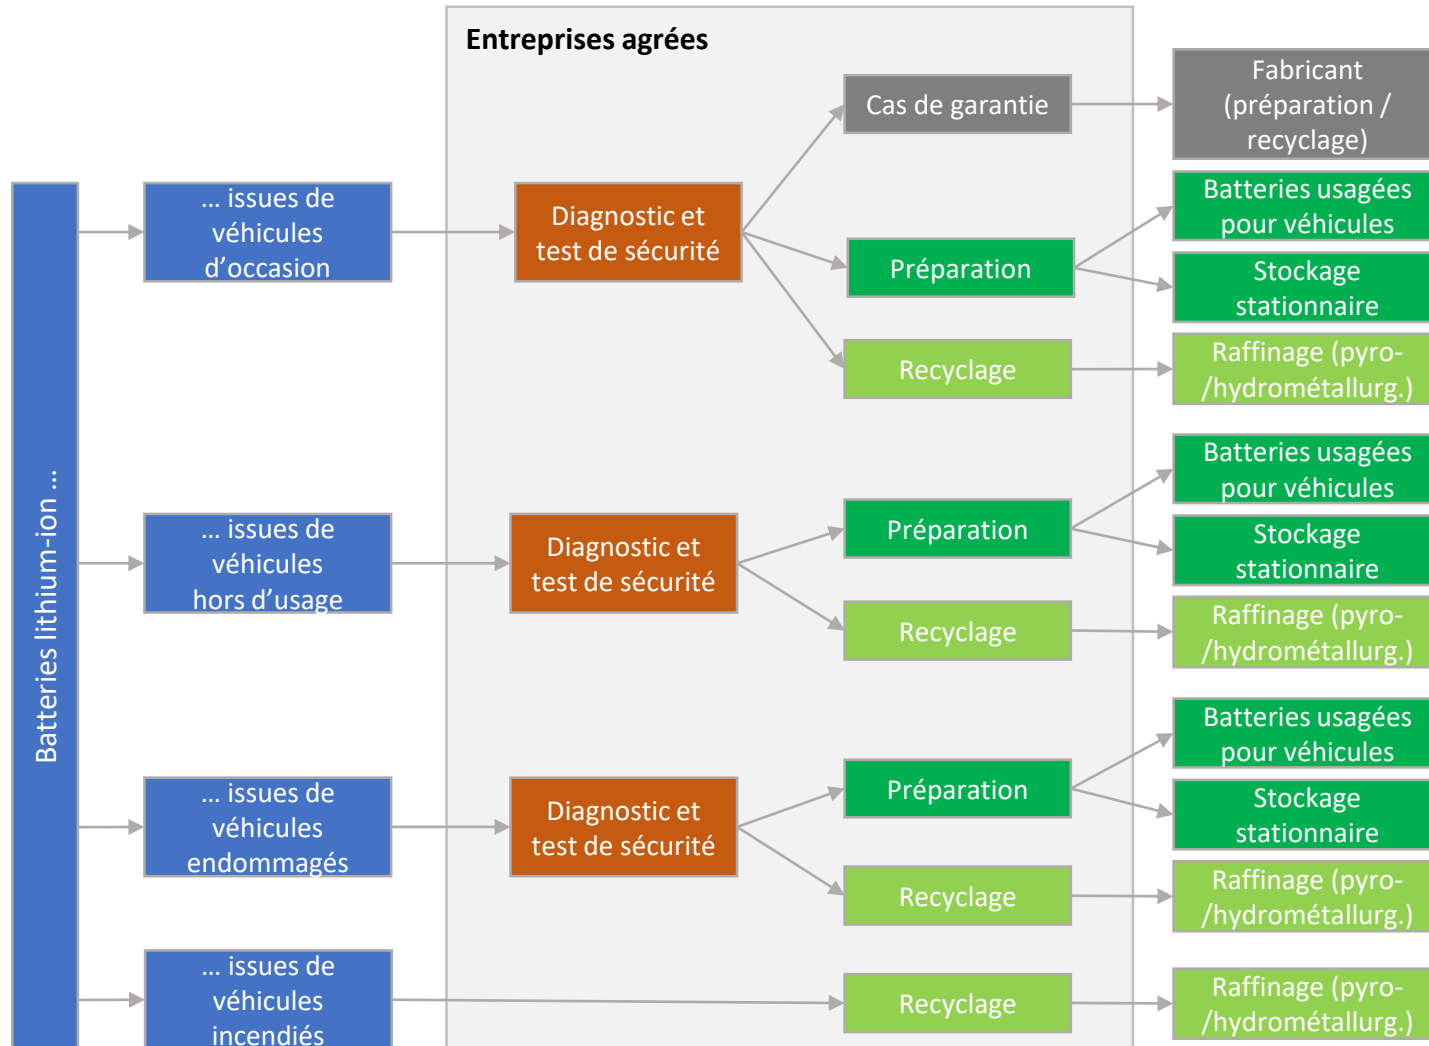 Entreprises agrées
Batteries lithium-ion ...
... issues de
véhicules
d’occasion
Diagnostic et
test de sécurité
Cas de garantie
Fabricant
(préparation /
recyclage)
Préparation
Batteries usagées
pour véhicules
Stockage
stationnaire
Recyclage
Raffinage (pyro-
/hydrométallurg.)
... issues de
véhicules
hors d’usage
Diagnostic et
test de sécurité
Préparation
Batteries usagées
pour véhicules
Stockage
stationnaire
Recyclage
Raffinage (pyro-
/hydrométallurg.)
... issues de
véhicules
endommagés
Diagnostic et
test de sécurité
Préparation
Batteries usagées
pour véhicules
Stockage
stationnaire
Recyclage
Raffinage (pyro-
/hydrométallurg.)
... issues de
véhicules
incendiés
Recyclage
Raffinage (pyro-
/hydrométallurg.)